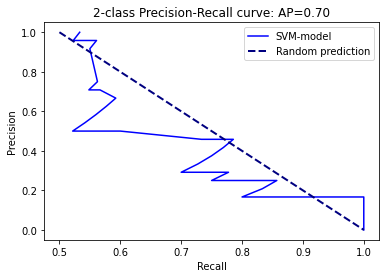 2-class Precision-Recall curve: AP=0.70
SVM-model
Random prediction
Precision
1.0
0.8
0.6
0.4
0.2
0.0
0.5 0.6 0.7 0.8 0.9 1.0
Recall